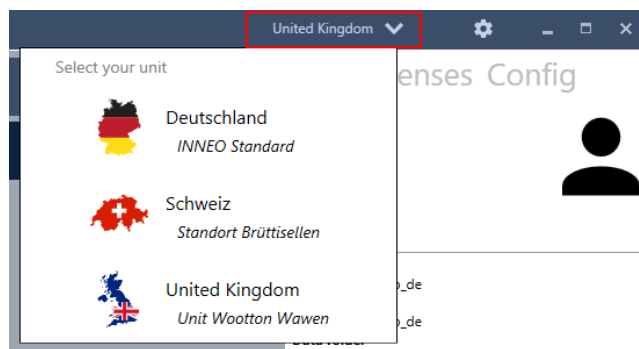 United Kingdom
Select your unit
enses Config
Deutschland
INNEO Standard
Schweiz
Standort Brüttisellen
United Kingdom
_de
Unit Wootton Wawen
_de